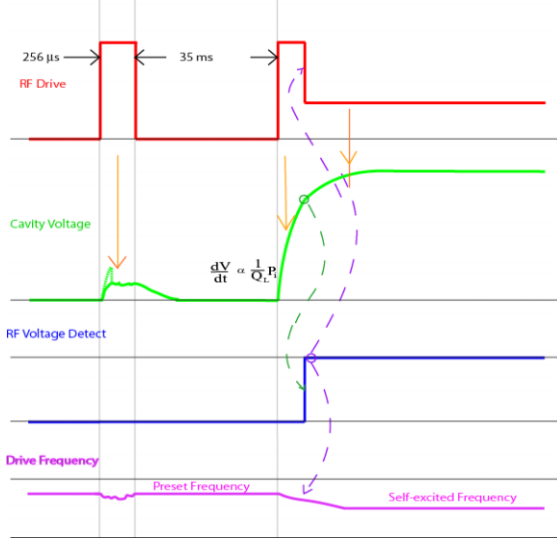 256 µs
35 ms
RF Drive
Cavity Voltage
dV/dt ∝ 1/Q_L P_i
RF Voltage Detect
Drive Frequency
Preset Frequency
Self-excited Frequency